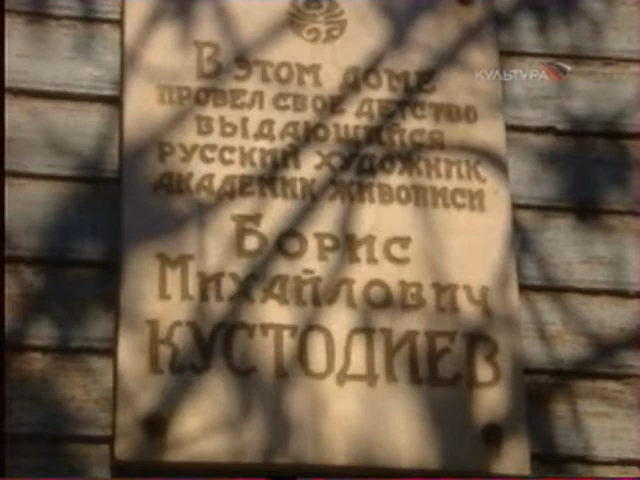 В ЭТОМ ДОМЕ
КУЛЬТУРА
ПРОВЕЛ СВОЕ ДЕТСТВО
ВЫДАЮЩИЙСЯ
РУССКИЙ ХУДОЖНИК
АКАДЕМИК ЖИВОПИСИ
БОРИС
МИХАЙЛОВИЧ
КУСТОДИЕВ